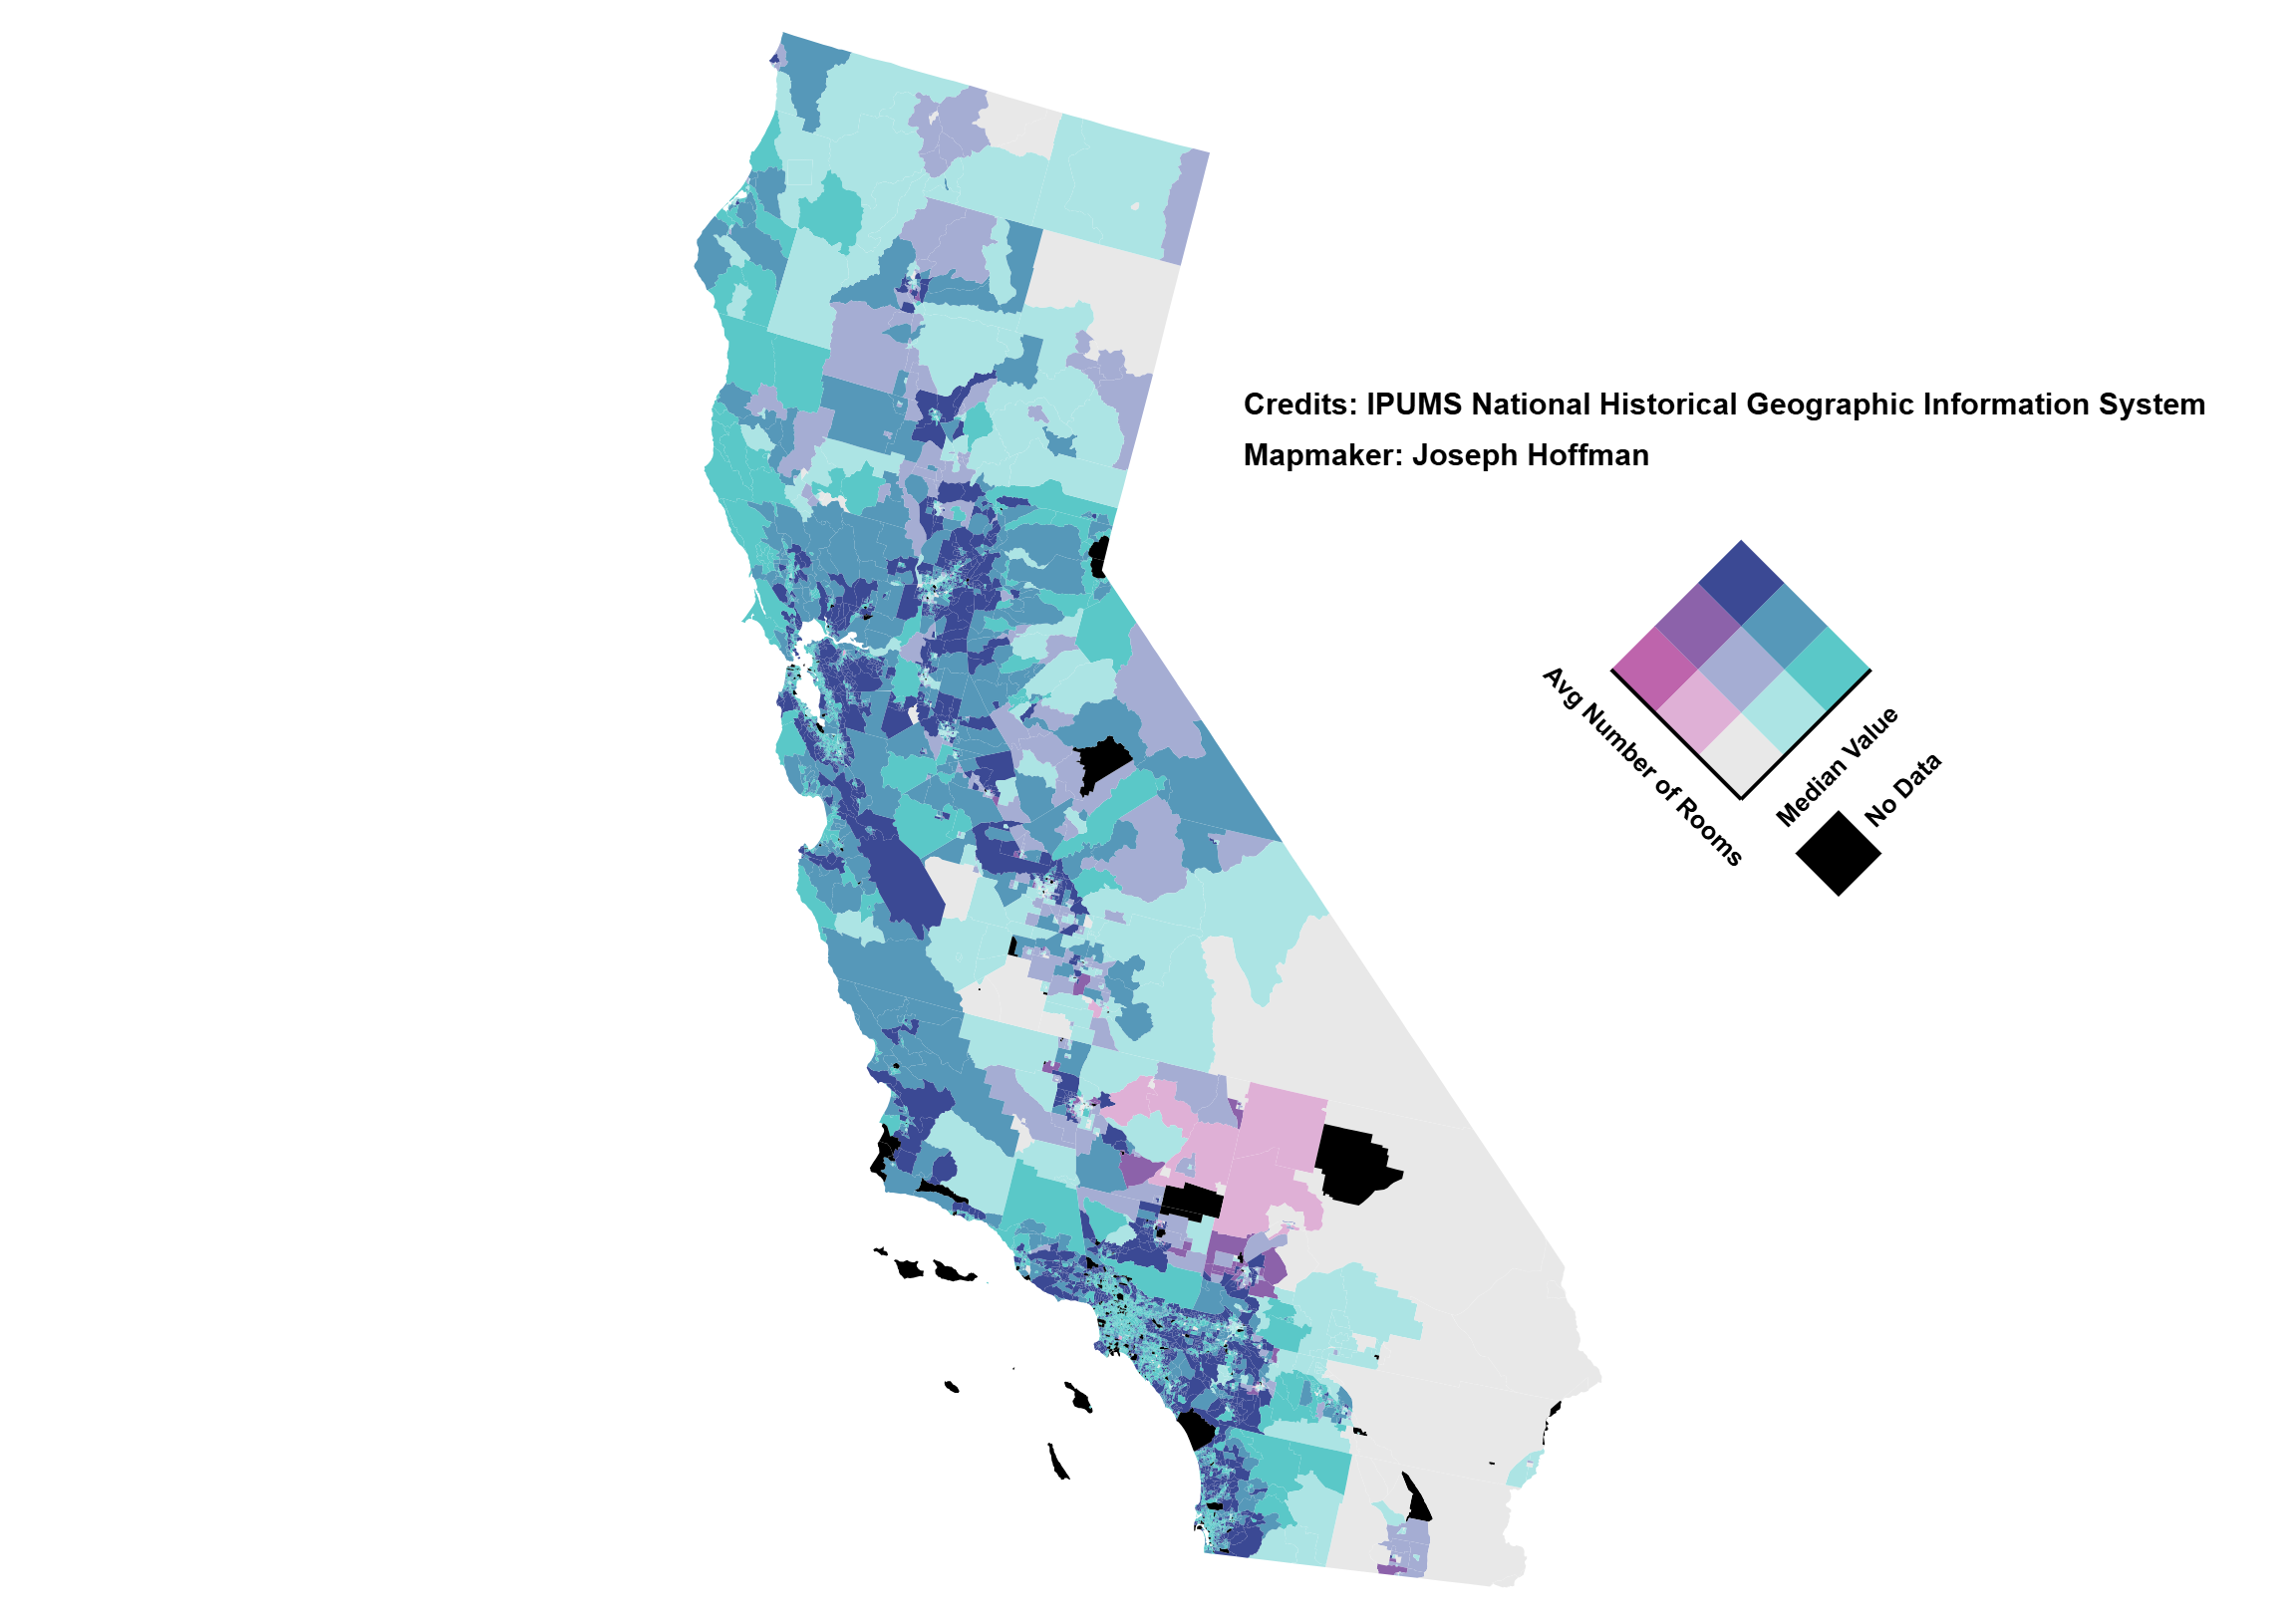 Credits: IPUMS National Historical Geographic Information System
Mapmaker: Joseph Hoffman
Avg Number of Rooms
Median Value
No Data